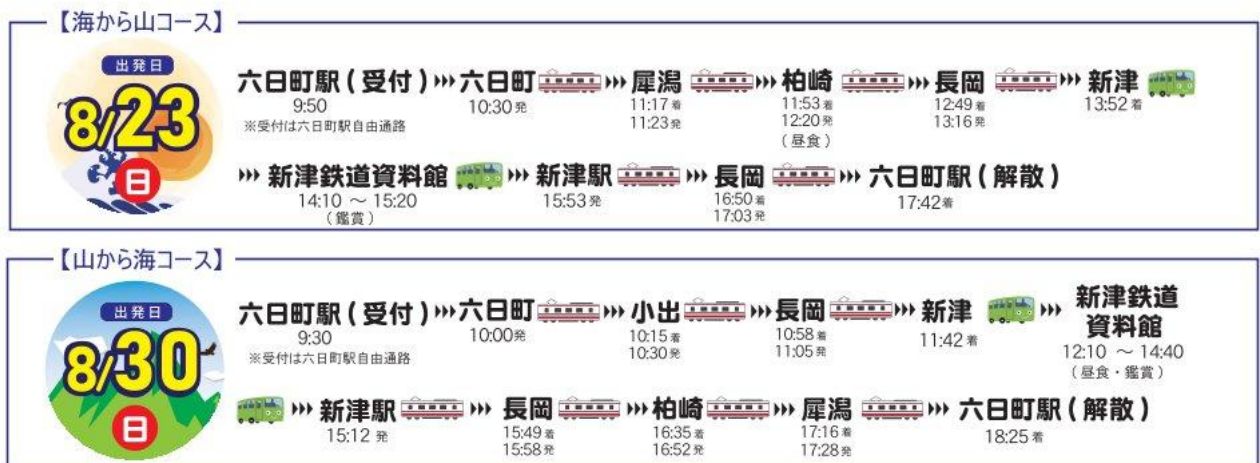 【海から山コース】
出発日
8/23
日
六日町駅(受付)›››六日町›››犀潟›››柏崎›››長岡›››新津
9:50 10:30発 11:17着 11:53着 12:49着 13:52着
※受付は六日町駅自由通路 11:23発 12:20発 13:16発
(昼食)
›››新津鉄道資料館›››新津駅›››長岡›››六日町駅(解散)
14:10 ～ 15:20 15:53発 16:50着 17:42着
(鑑賞) 17:03発
【山から海コース】
出発日
8/30
日
六日町駅(受付)›››六日町›››小出›››長岡›››新津›››新津鉄道
資料館
9:30 10:00発 10:15着 10:58着 11:42着
※受付は六日町駅自由通路 10:30発 11:05発 12:10 ～ 14:40
(昼食・鑑賞)
›››新津駅›››長岡›››柏崎›››犀潟›››六日町駅(解散)
15:12 発 15:49着 16:35着 17:16着 18:25着
15:58発 16:52発 17:28発